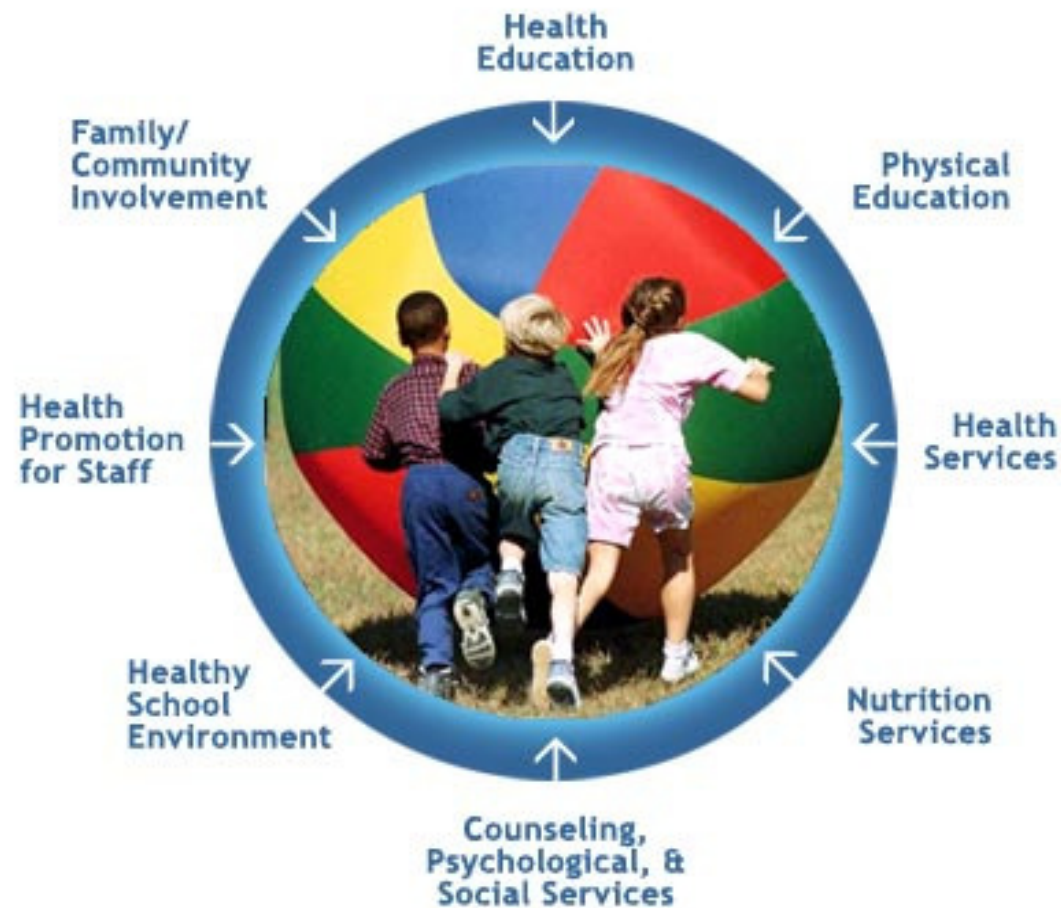 Health
Education
Physical
Education
Health
Services
Nutrition
Services
Counseling,
Psychological, &
Social Services
Healthy
School
Environment
Health
Promotion
for Staff
Family/
Community
Involvement